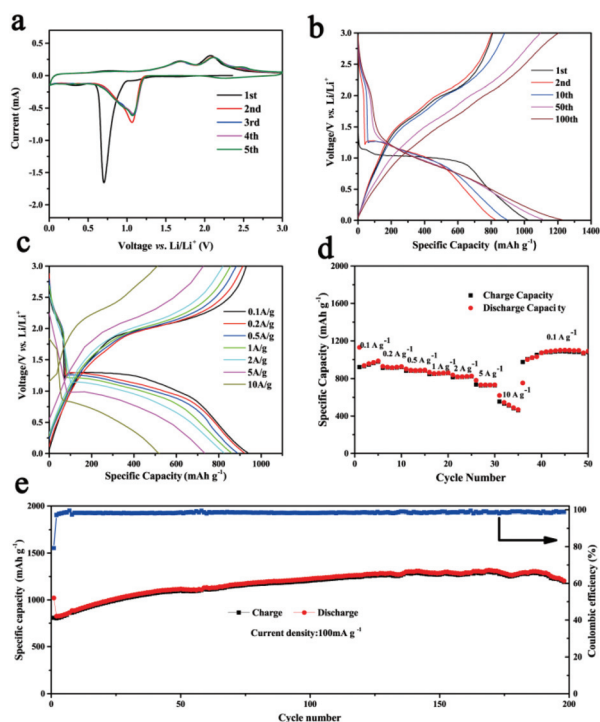 a
Current (mA)
0.5
0.0
-0.5
-1.0
-1.5
-2.0
0.0
0.5
1.0
1.5
2.0
2.5
3.0
Voltage vs. Li/Li⁺ (V)
1st
2nd
3rd
4th
5th
b
Voltage/V vs. Li/Li⁺
3.0
2.5
2.0
1.5
1.0
0.5
0.0
0
200
400
600
800
1000
1200
1400
Specific Capacity (mAh g⁻¹)
1st
2nd
10th
50th
100th
c
Voltage/V vs. Li/Li⁺
3.0
2.5
2.0
1.5
1.0
0.5
0.0
0
200
400
600
800
1000
Specific Capacity (mAh g⁻¹)
0.1A/g
0.2A/g
0.5A/g
1A/g
2A/g
5A/g
10A/g
d
Specific Capacity (mAh g⁻¹)
2000
1600
1200
800
400
0
0
10
20
30
40
50
Cycle Number
Charge Capacity
Discharge Capacity
0.1 A g⁻¹
0.2 A g⁻¹
0.5 A g⁻¹
1 A g⁻¹
2 A g⁻¹
5 A g⁻¹
10 A g⁻¹
0.1 A g⁻¹
e
Specific capacity (mAh g⁻¹)
2000
1500
1000
500
0
0
50
100
150
200
Cycle number
100
80
60
40
20
0
Coulombic efficiency (%)
Charge
Discharge
Current density:100mA g⁻¹